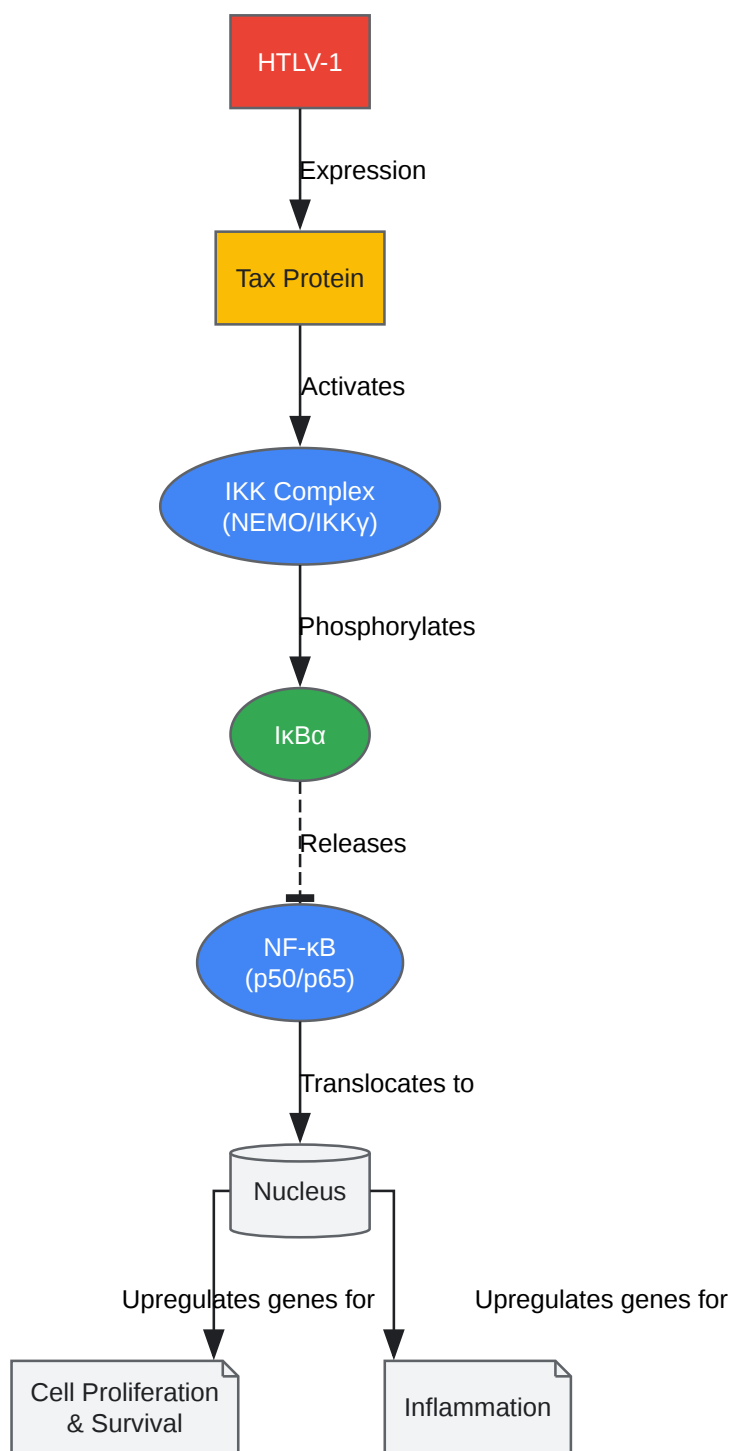 HTLV-1
Expression
Tax Protein
Activates
IKK Complex
(NEMO/IKKγ)
Phosphorylates
IκBα
Releases
NF-κB
(p50/p65)
Translocates to
Nucleus
Upregulates genes for
Upregulates genes for
Cell Proliferation
& Survival
Inflammation